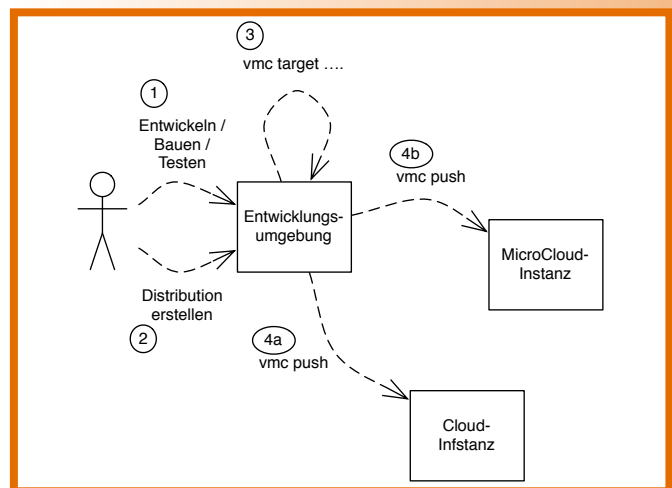 3
vmc target ....
1
Entwickeln /
Bauen /
Testen
4b
vmc push
Entwicklungs-
umgebung
MicroCloud-
Instanz
Distribution
erstellen
2
4a
vmc push
Cloud-
Infstanz